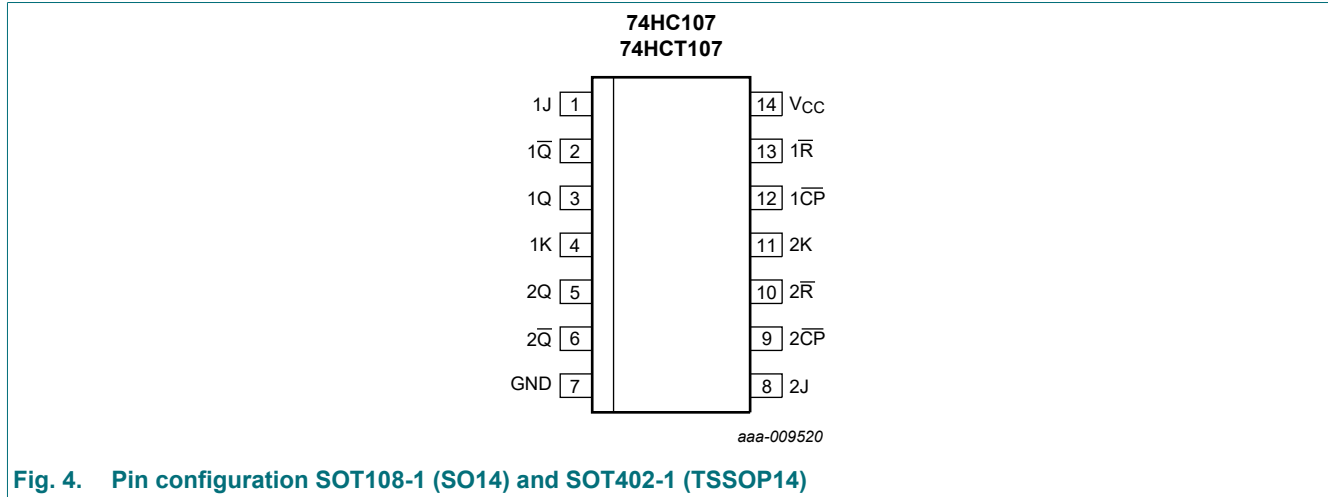 74HC107
74HCT107
1J 1
14 VCC
1Q̅ 2
13 1R̅
1Q 3
12 1C̅P̅
1K 4
11 2K
2Q 5
10 2R̅
2Q̅ 6
9 2C̅P̅
GND 7
8 2J
aaa-009520
Fig. 4. Pin configuration SOT108-1 (SO14) and SOT402-1 (TSSOP14)